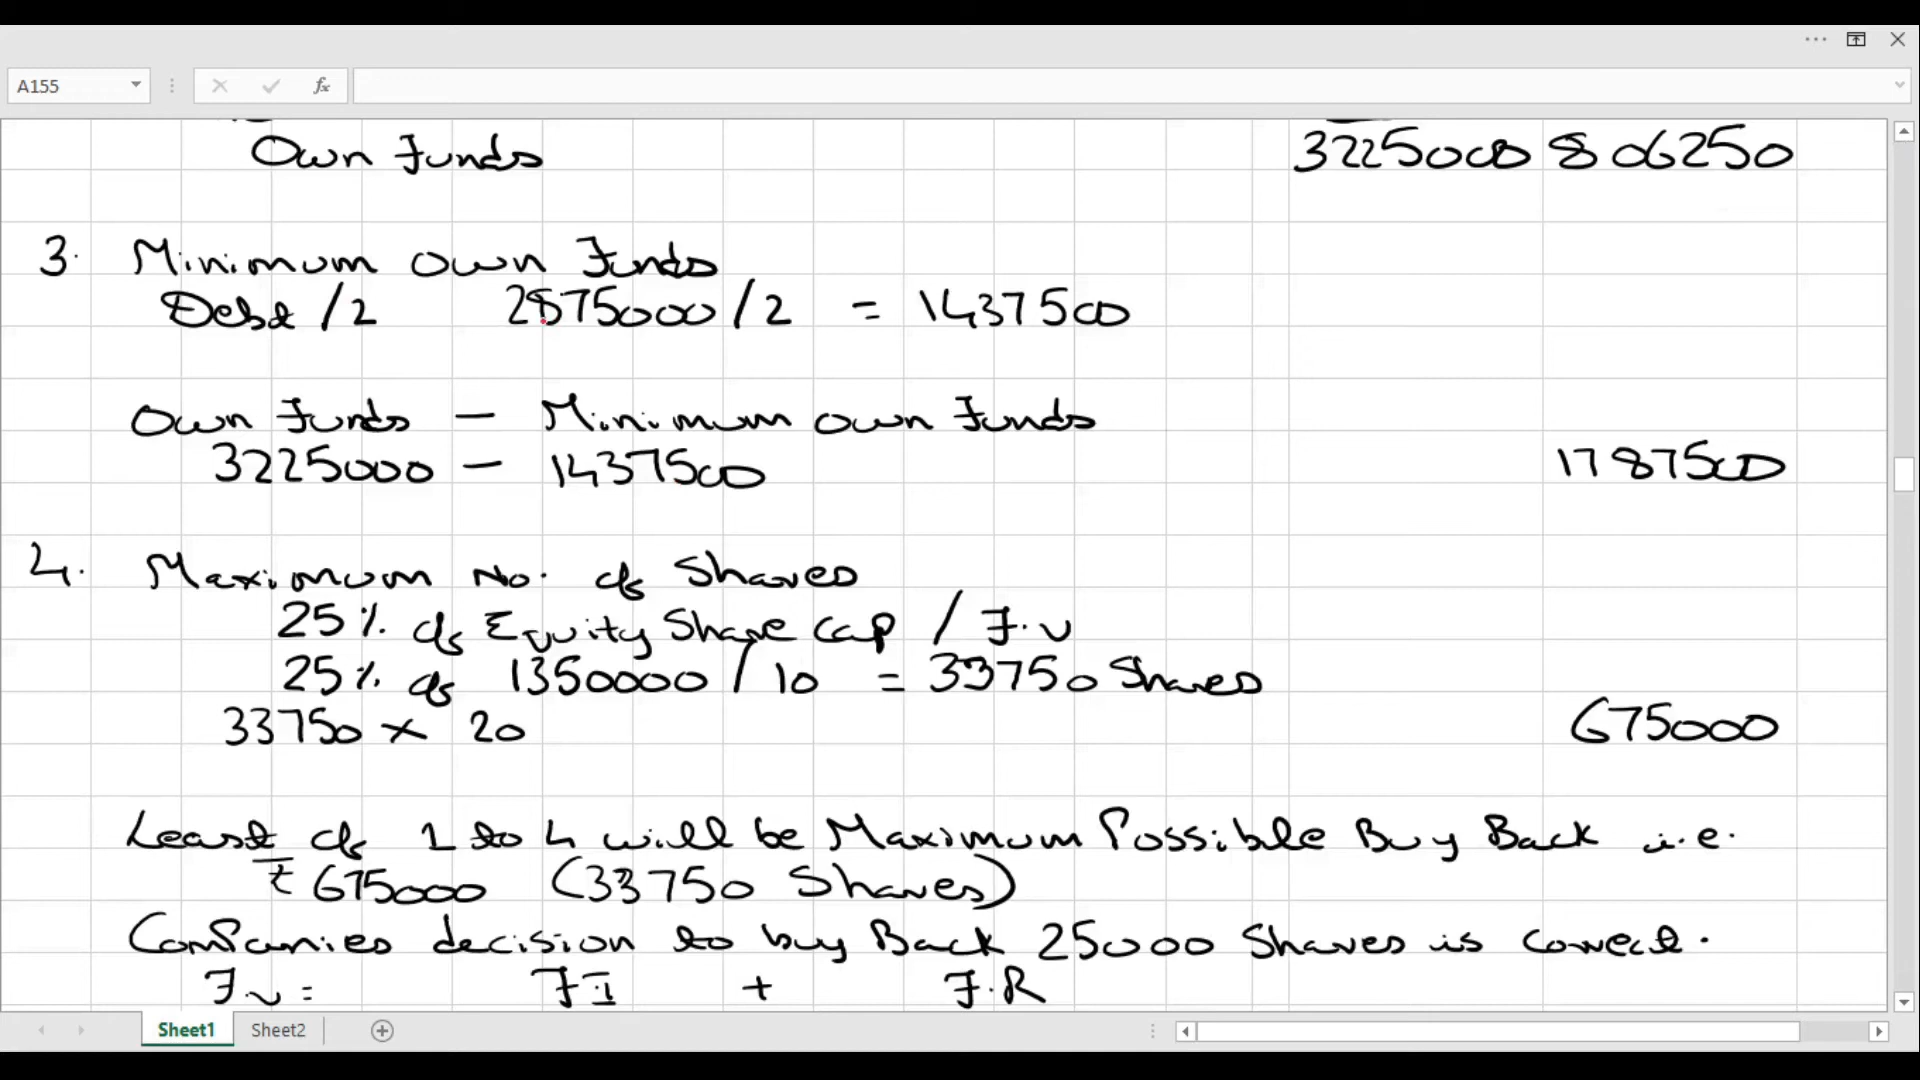 A155
fx
Own Funds 3225000 806250
3. Minimum own Funds
Debt /2 2875000/2 = 1437500
Own Funds – Minimum own Funds
3225000 – 1437500 1787500
4. Maximum No. of Shares
25% of Equity Share Cap / F.v
25% of 1350000 / 10 = 33750 Shares
33750 x 20 675000
Least of 1 to 4 will be Maximum Possible Buy Back i.e.
₹ 675000 (33750 Shares)
Companies decision to buy Back 25000 Shares is correct.
F.v = F.I + F.R
Sheet1 Sheet2